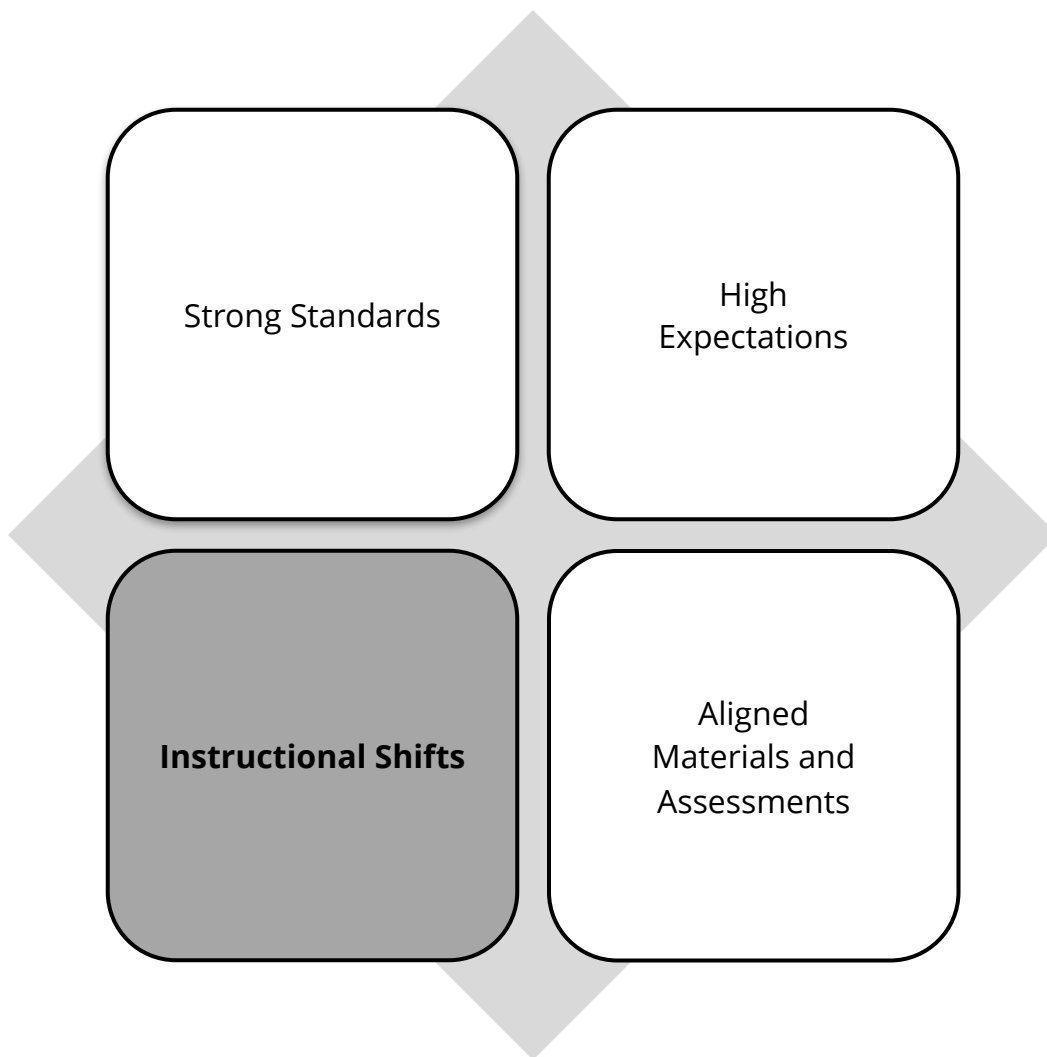 Strong Standards
High
Expectations
Instructional Shifts
Aligned
Materials and
Assessments